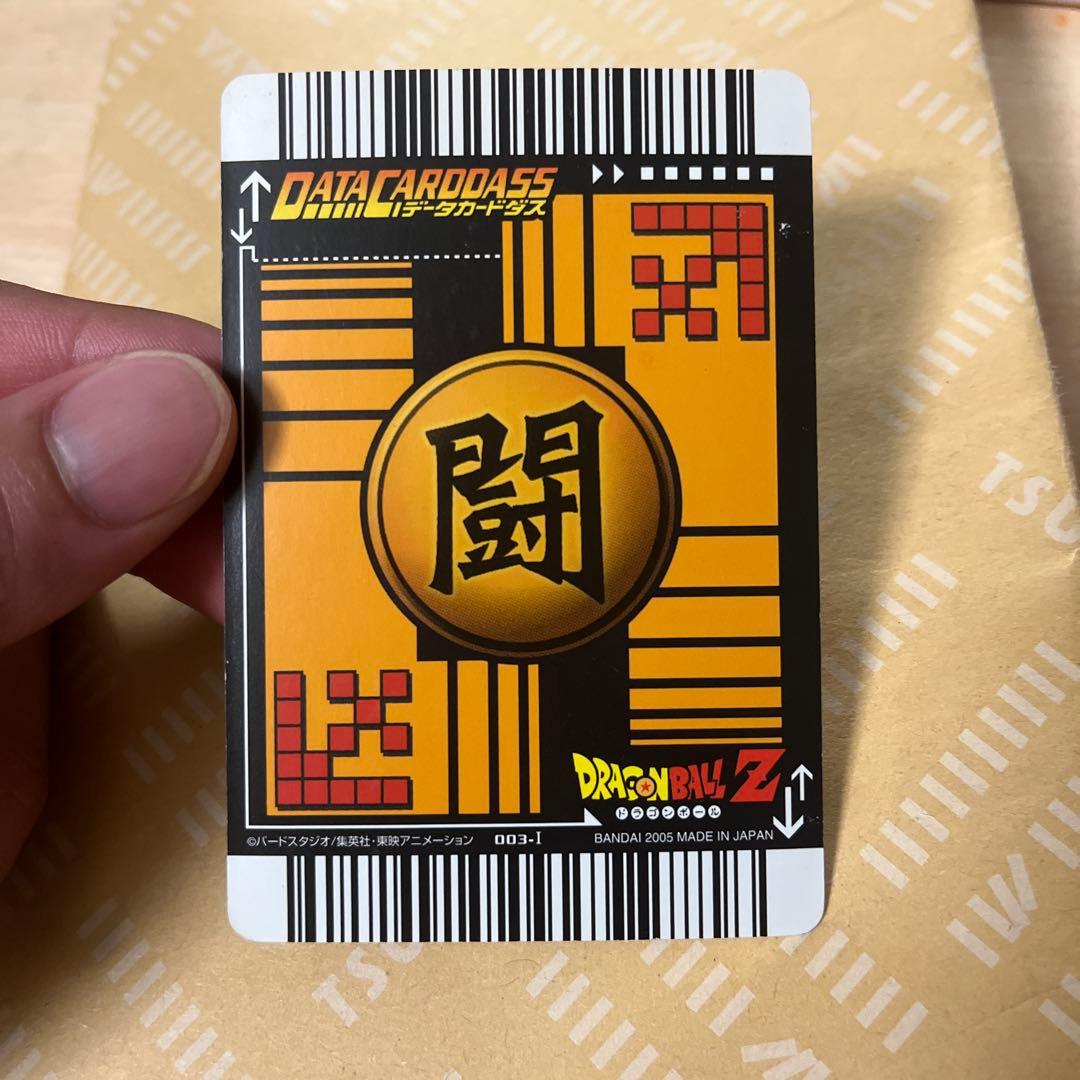 DATACARDDASS
データカードダス
闘
DRAGONBALL Z
ドラゴンボール
©バードスタジオ/集英社・東映アニメーション 003-I BANDAI 2005 MADE IN JAPAN
TSU
TSU